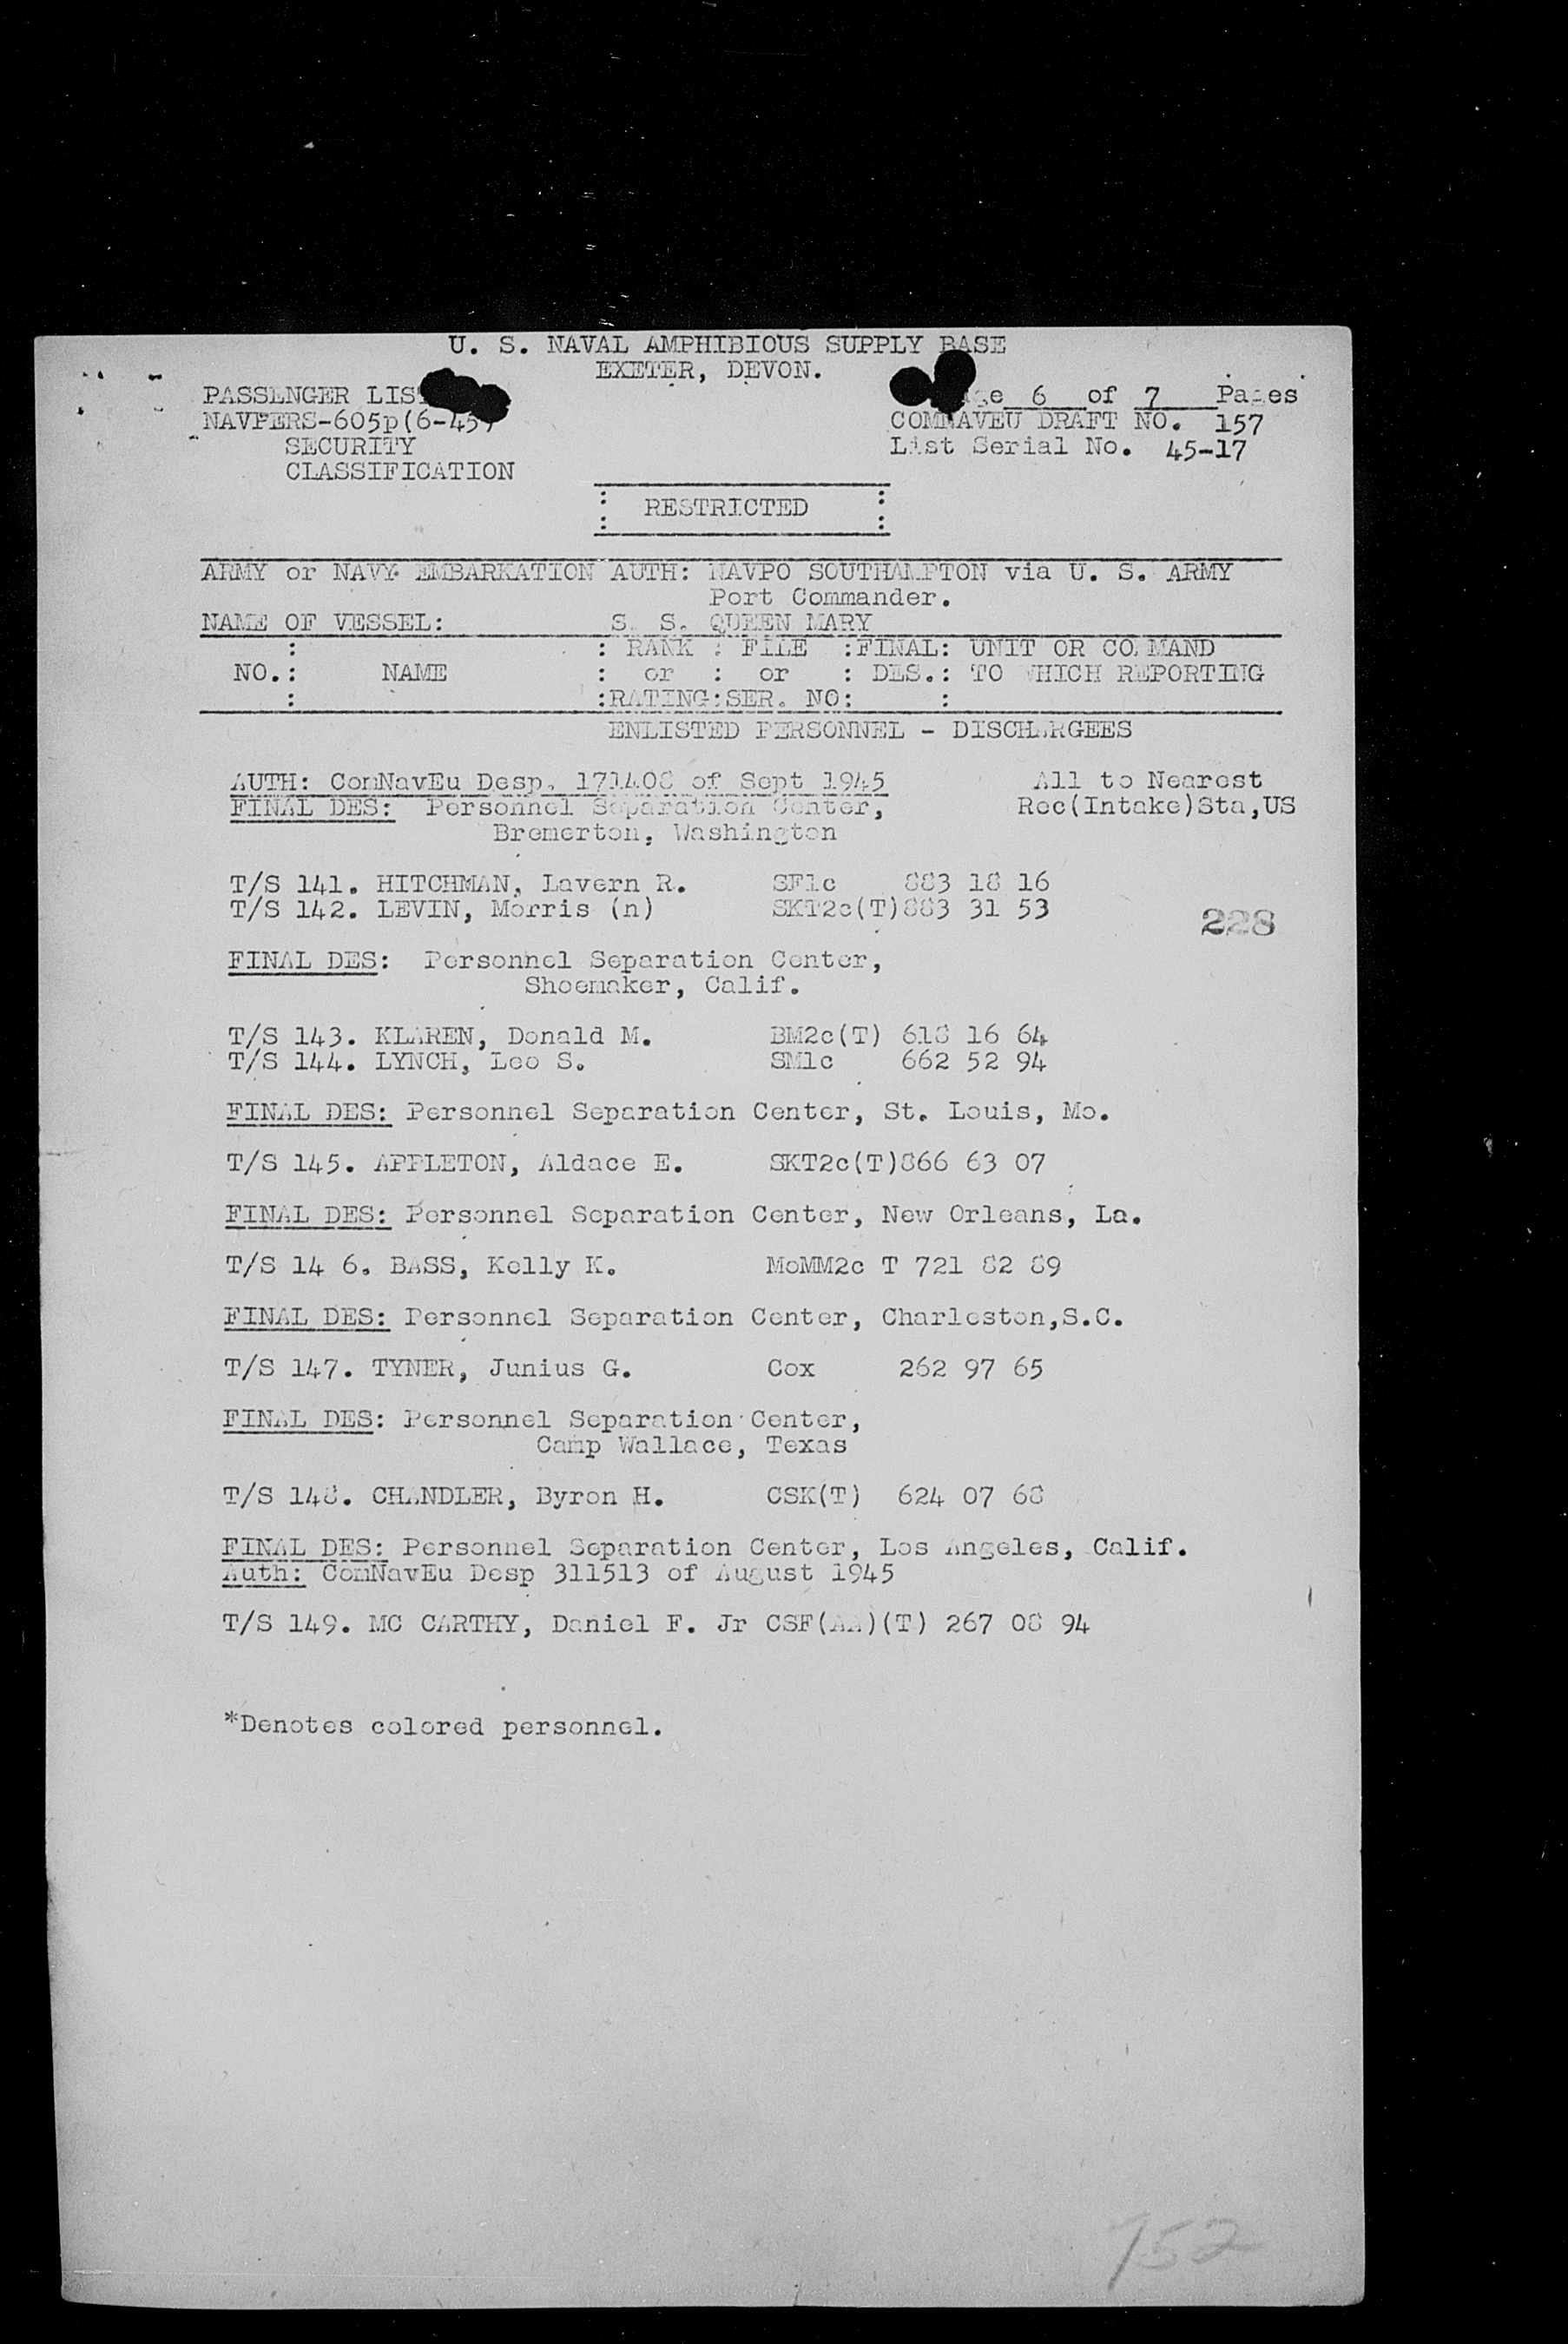 U. S. NAVAL AMPHIBIOUS SUPPLY BASE
EXETER, DEVON.
PASSENGER LIST
Page 6 of 7 Pages
NAVPERS-605p(6-45)
COMNAVEU DRAFT NO. 157
SECURITY
List Serial No. 45-17
CLASSIFICATION
RESTRICTED
ARMY or NAVY EMBARKATION AUTH: NAVPO SOUTHAMPTON via U. S. ARMY
Port Commander.
NAME OF VESSEL: S. S. QUEEN MARY
: : RANK : FILE :FINAL: UNIT OR COMMAND
NO.: NAME : or : or : DES.: TO WHICH REPORTING
: :RATING:SER. NO: :
ENLISTED PERSONNEL - DISCHARGEES
AUTH: ComNavEu Desp. 171408 of Sept 1945 All to Nearest
FINAL DES: Personnel Separation Center, Rec(Intake)Sta,US
Bremerton, Washington
T/S 141. HITCHMAN, Lavern R. SF1c 883 18 16
T/S 142. LEVIN, Morris (n) SKT2c(T)883 31 53
228
FINAL DES: Personnel Separation Center,
Shoemaker, Calif.
T/S 143. KLAREN, Donald M. BM2c(T) 618 16 64
T/S 144. LYNCH, Leo S. SM1c 662 52 94
FINAL DES: Personnel Separation Center, St. Louis, Mo.
T/S 145. APPLETON, Aldace E. SKT2c(T)866 63 07
FINAL DES: Personnel Separation Center, New Orleans, La.
T/S 14 6. BASS, Kelly K. MoMM2c T 721 82 89
FINAL DES: Personnel Separation Center, Charleston,S.C.
T/S 147. TYNER, Junius G. Cox 262 97 65
FINAL DES: Personnel Separation Center,
Camp Wallace, Texas
T/S 148. CHANDLER, Byron H. CSK(T) 624 07 68
FINAL DES: Personnel Separation Center, Los Angeles, Calif.
Auth: ComNavEu Desp 311513 of August 1945
T/S 149. MC CARTHY, Daniel F. Jr CSF(AA)(T) 267 08 94
*Denotes colored personnel.
752